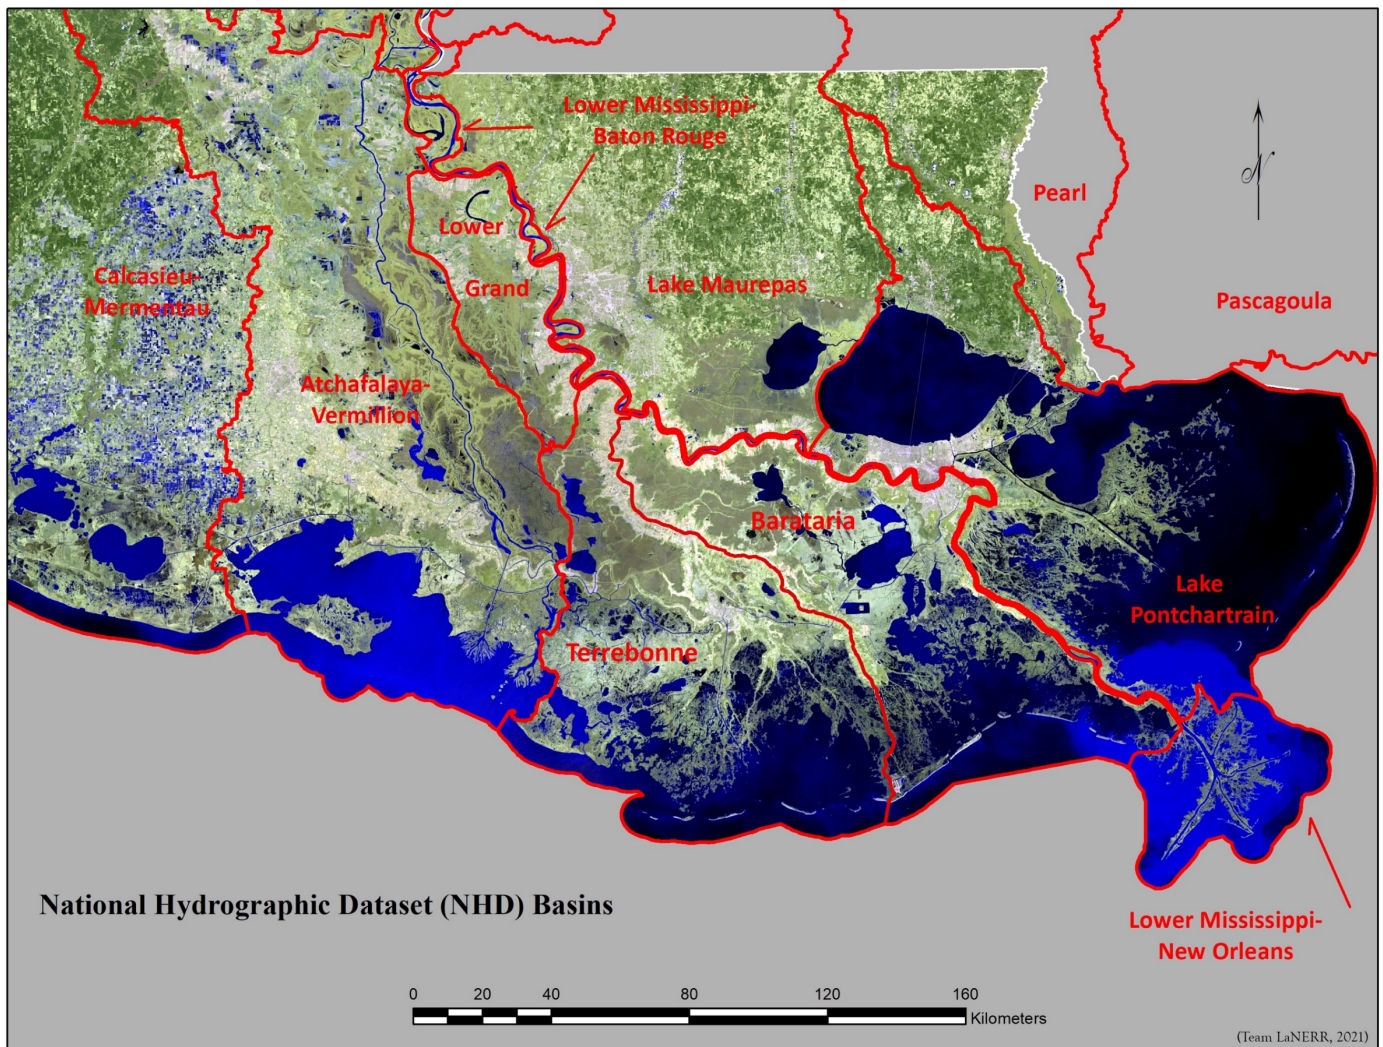 Lower Mississippi-
Baton Rouge
N
Pearl
Lower
Calcasieu-
Mermentau
Grand
Lake Maurepas
Pascagoula
Atchafalaya-
Vermillion
Barataria
Lake
Pontchartrain
Terrebonne
National Hydrographic Dataset (NHD) Basins
Lower Mississippi-
New Orleans
0 20 40 80 120 160
Kilometers
(Team LaNERR, 2021)